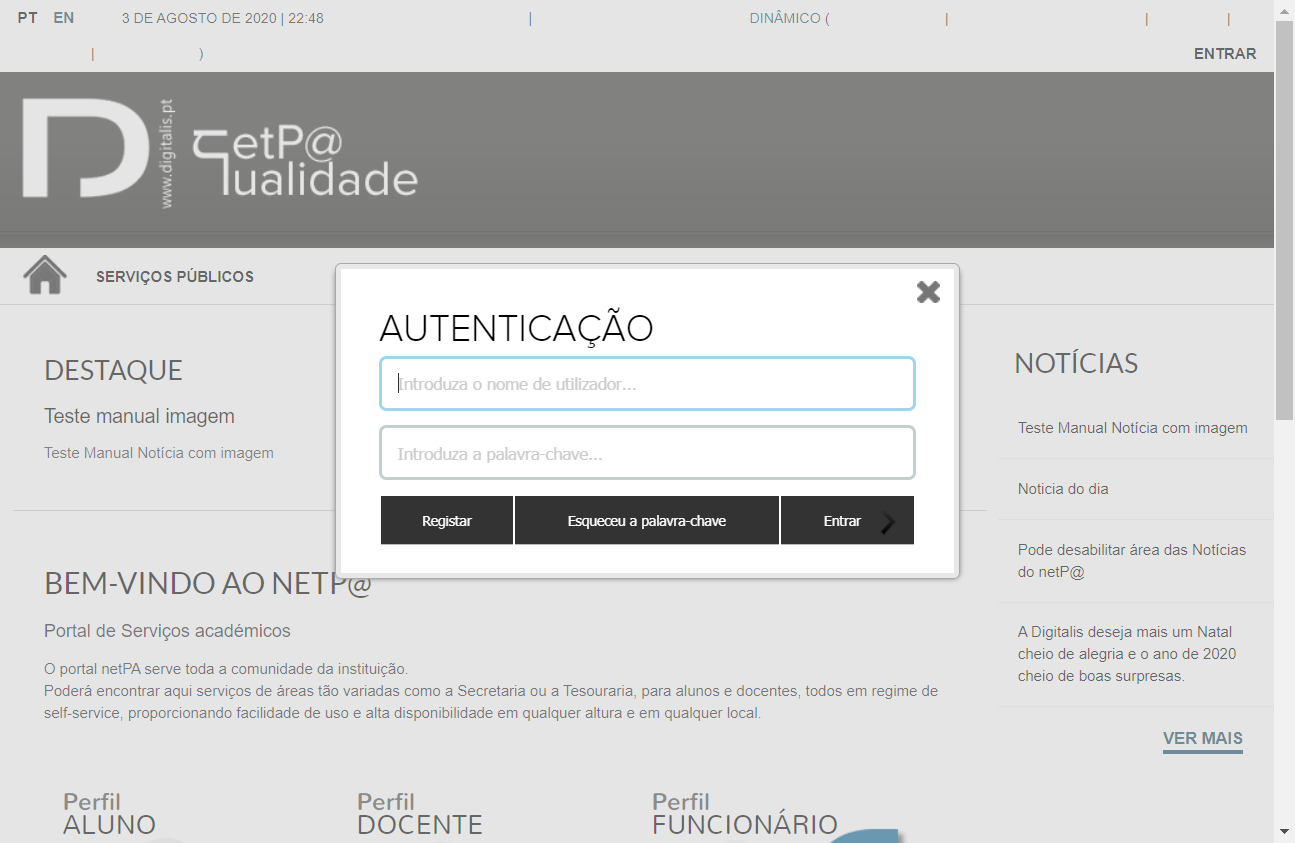 PT EN 3 DE AGOSTO DE 2020 | 22:48 | DINÂMICO ( | | |
| )
ENTRAR
www.digitalis.pt
netP@
qualidade
SERVIÇOS PÚBLICOS
AUTENTICAÇÃO
Introduza o nome de utilizador...
Introduza a palavra-chave...
Registar
Esqueceu a palavra-chave
Entrar
DESTAQUE
Teste manual imagem
Teste Manual Notícia com imagem
BEM-VINDO AO NETP@
Portal de Serviços académicos
O portal netPA serve toda a comunidade da instituição.
Poderá encontrar aqui serviços de áreas tão variadas como a Secretaria ou a Tesouraria, para alunos e docentes, todos em regime de
self-service, proporcionando facilidade de uso e alta disponibilidade em qualquer altura e em qualquer local.
NOTÍCIAS
Teste Manual Notícia com imagem
Noticia do dia
Pode desabilitar área das Notícias
do netP@
A Digitalis deseja mais um Natal
cheio de alegria e o ano de 2020
cheio de boas surpresas.
VER MAIS
Perfil
ALUNO
Perfil
DOCENTE
Perfil
FUNCIONÁRIO